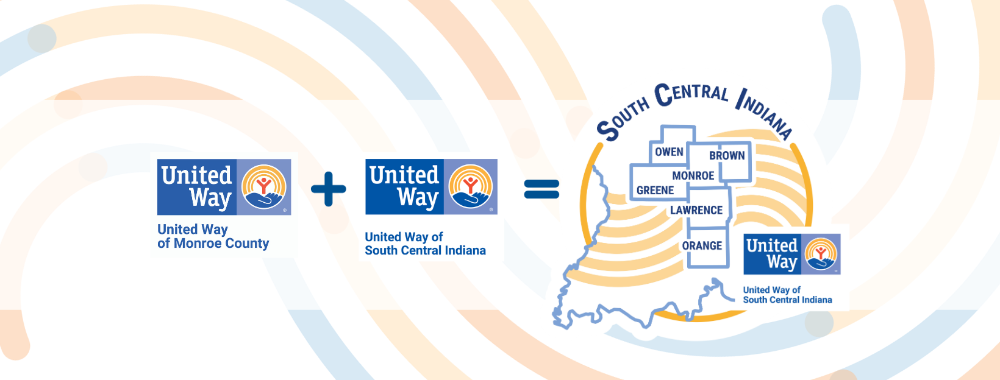 United
Way
®
United Way
of Monroe County
+
United
Way
®
United Way of
South Central Indiana
=
SOUTH CENTRAL INDIANA
OWEN
BROWN
MONROE
GREENE
LAWRENCE
ORANGE
United
Way
®
United Way of
South Central Indiana